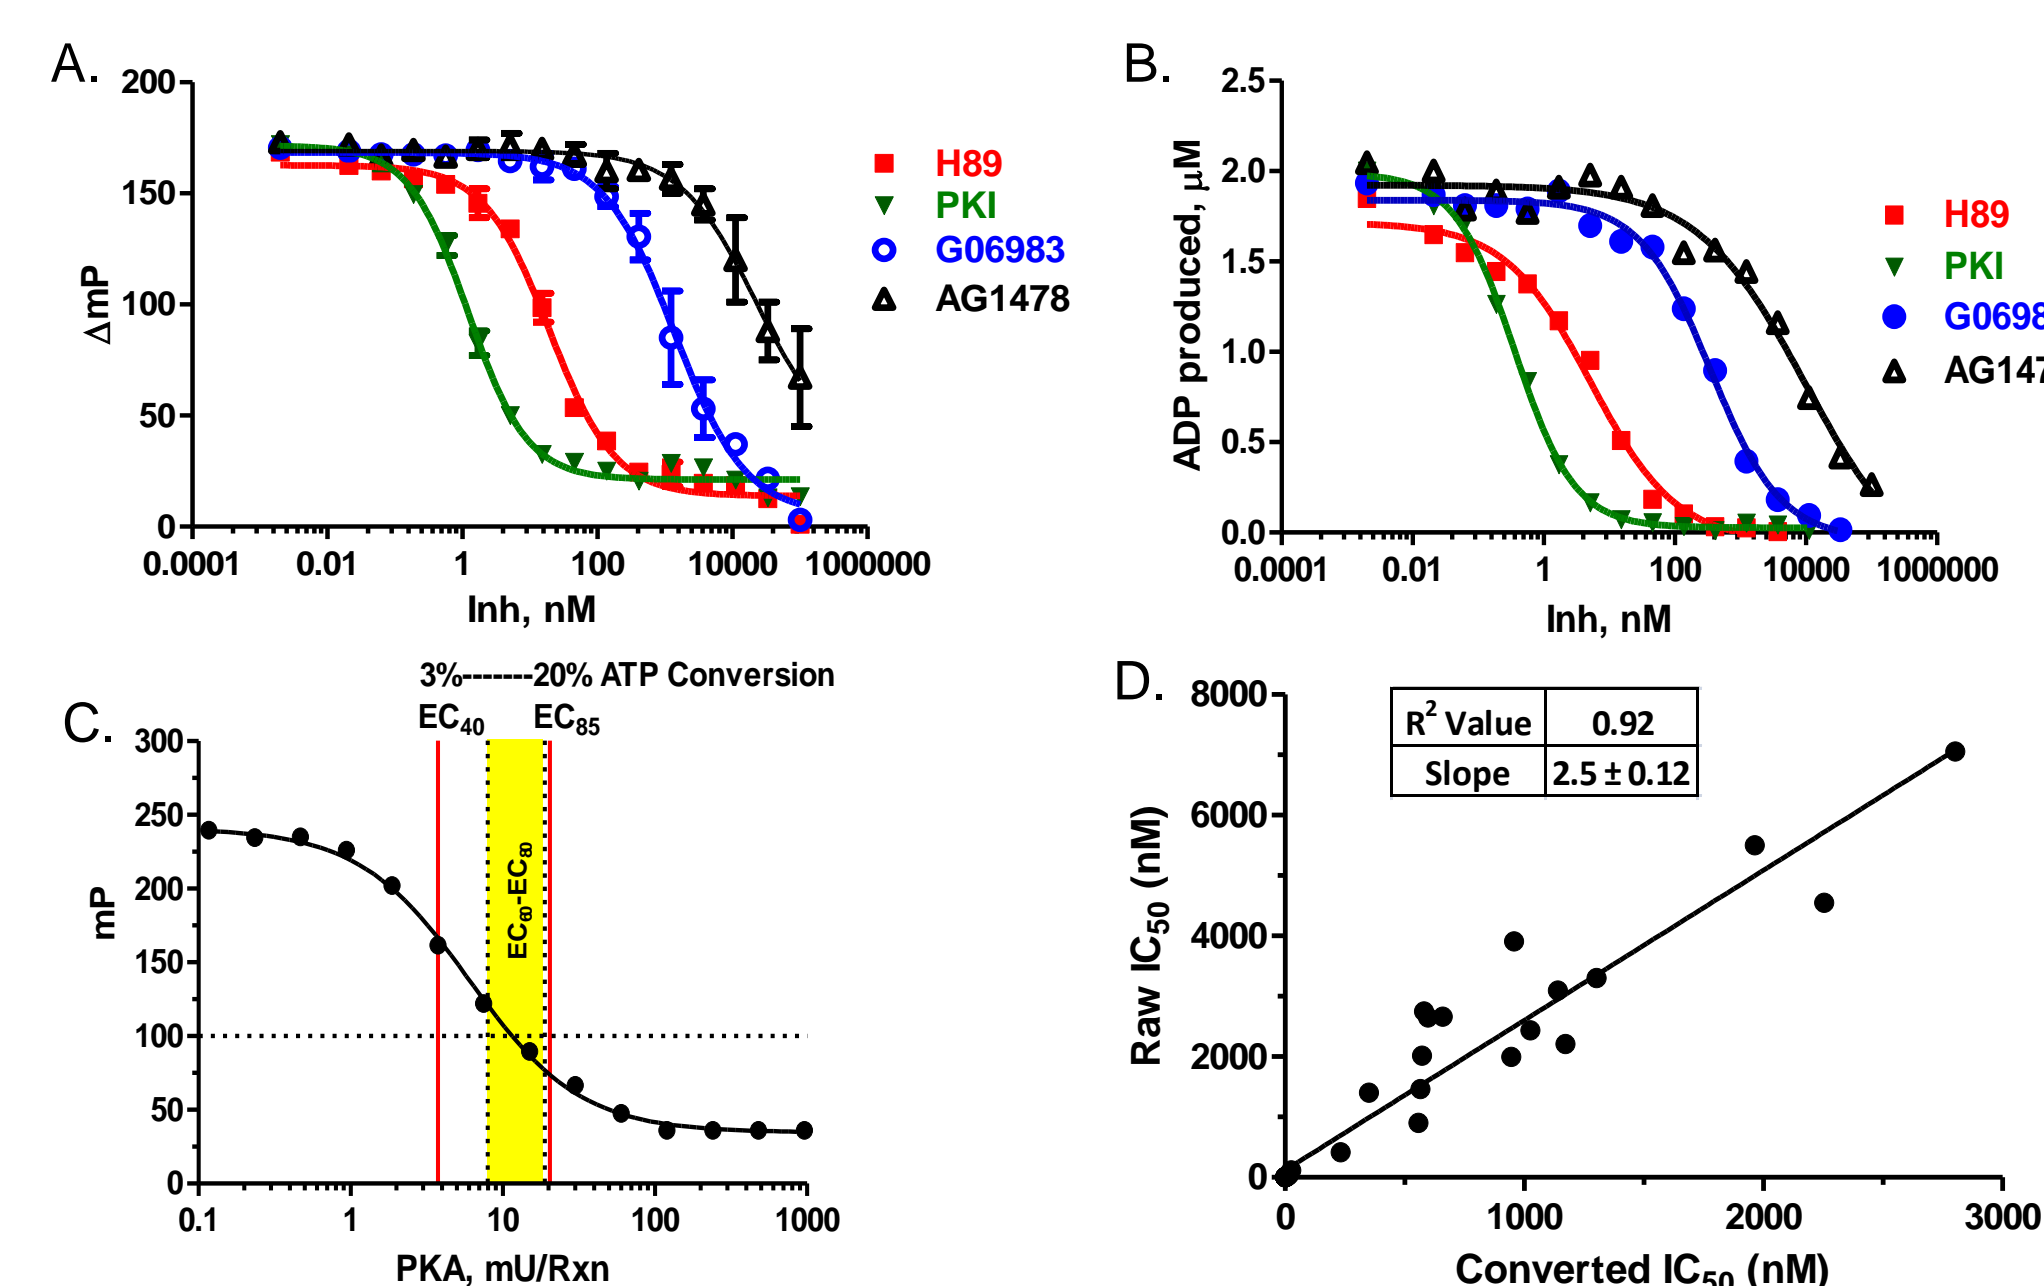 A.
200
150
100
50
0
ΔmP
0.0001 0.01 1 100 10000 1000000
Inh, nM
H89
PKI
G06983
AG1478
B.
2.5
2.0
1.5
1.0
0.5
0.0
ADP produced, μM
0.0001 0.01 1 100 10000 1000000
Inh, nM
H89
PKI
G0698
AG147
3%-------20% ATP Conversion
EC40 EC85
C.
300
250
200
150
100
50
0
mP
EC60-EC80
0.1 1 10 100 1000
PKA, mU/Rxn
D.
8000
6000
4000
2000
0
Raw IC50 (nM)
R2 Value 0.92
Slope 2.5 ± 0.12
0 1000 2000 3000
Converted IC50 (nM)